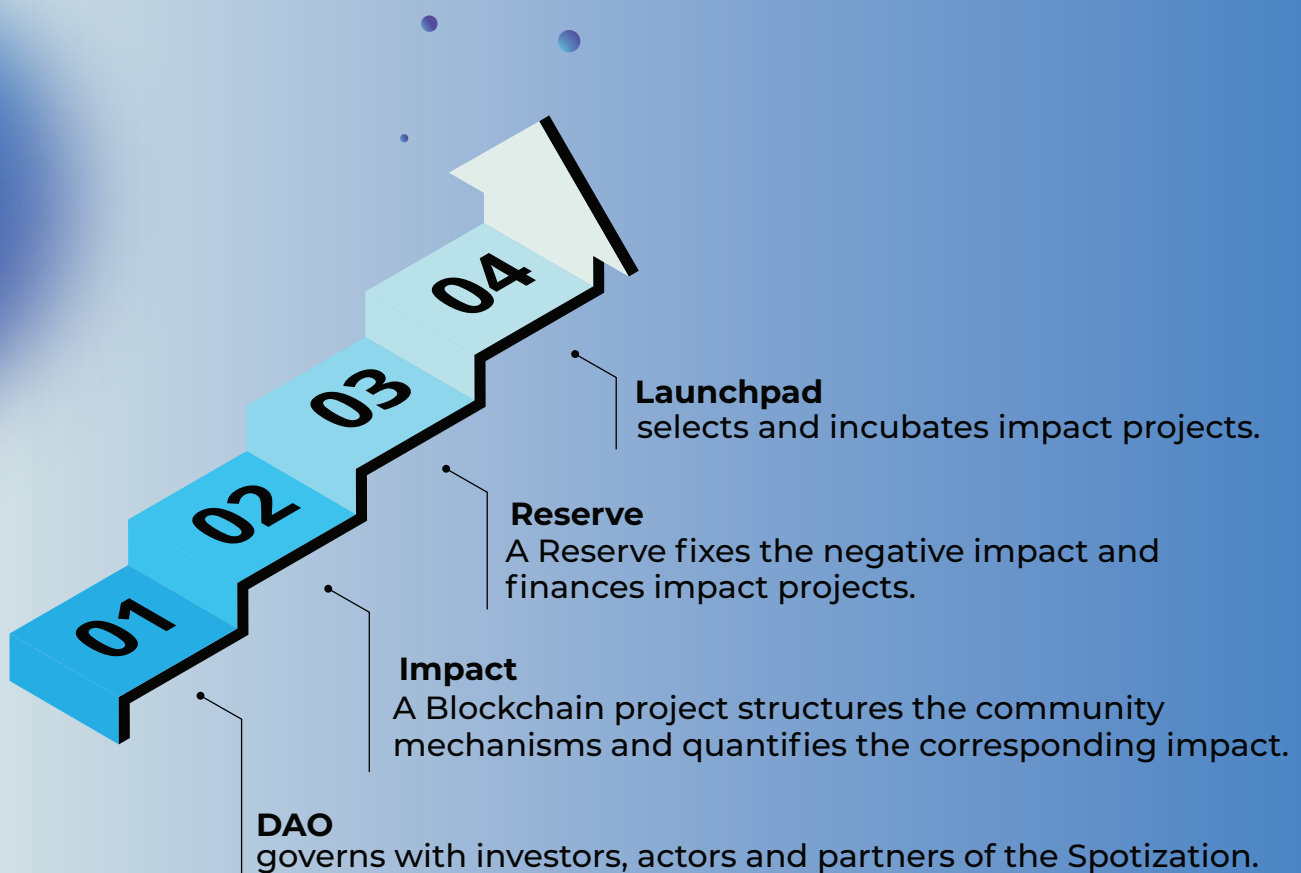 04
03
02
01
Launchpad
selects and incubates impact projects.
Reserve
A Reserve fixes the negative impact and
finances impact projects.
Impact
A Blockchain project structures the community
mechanisms and quantifies the corresponding impact.
DAO
governs with investors, actors and partners of the Spotization.